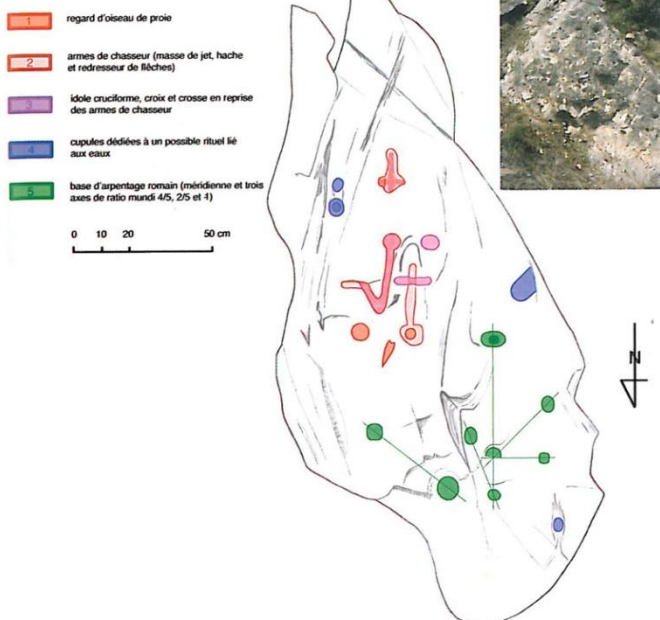 1 regard d'oiseau de proie
2 armes de chasseur (masse de jet, hache
et redresseur de flêches)
3 idole cruciforme, croix et crosse en reprise
des armes de chasseur
4 cupules dédiées à un possible rituel lié
aux eaux
5 base d'arpentage romain (méridienne et trois
axes de ratio mundi 4/5, 2/5 et 4)
0 10 20 50 cm
N